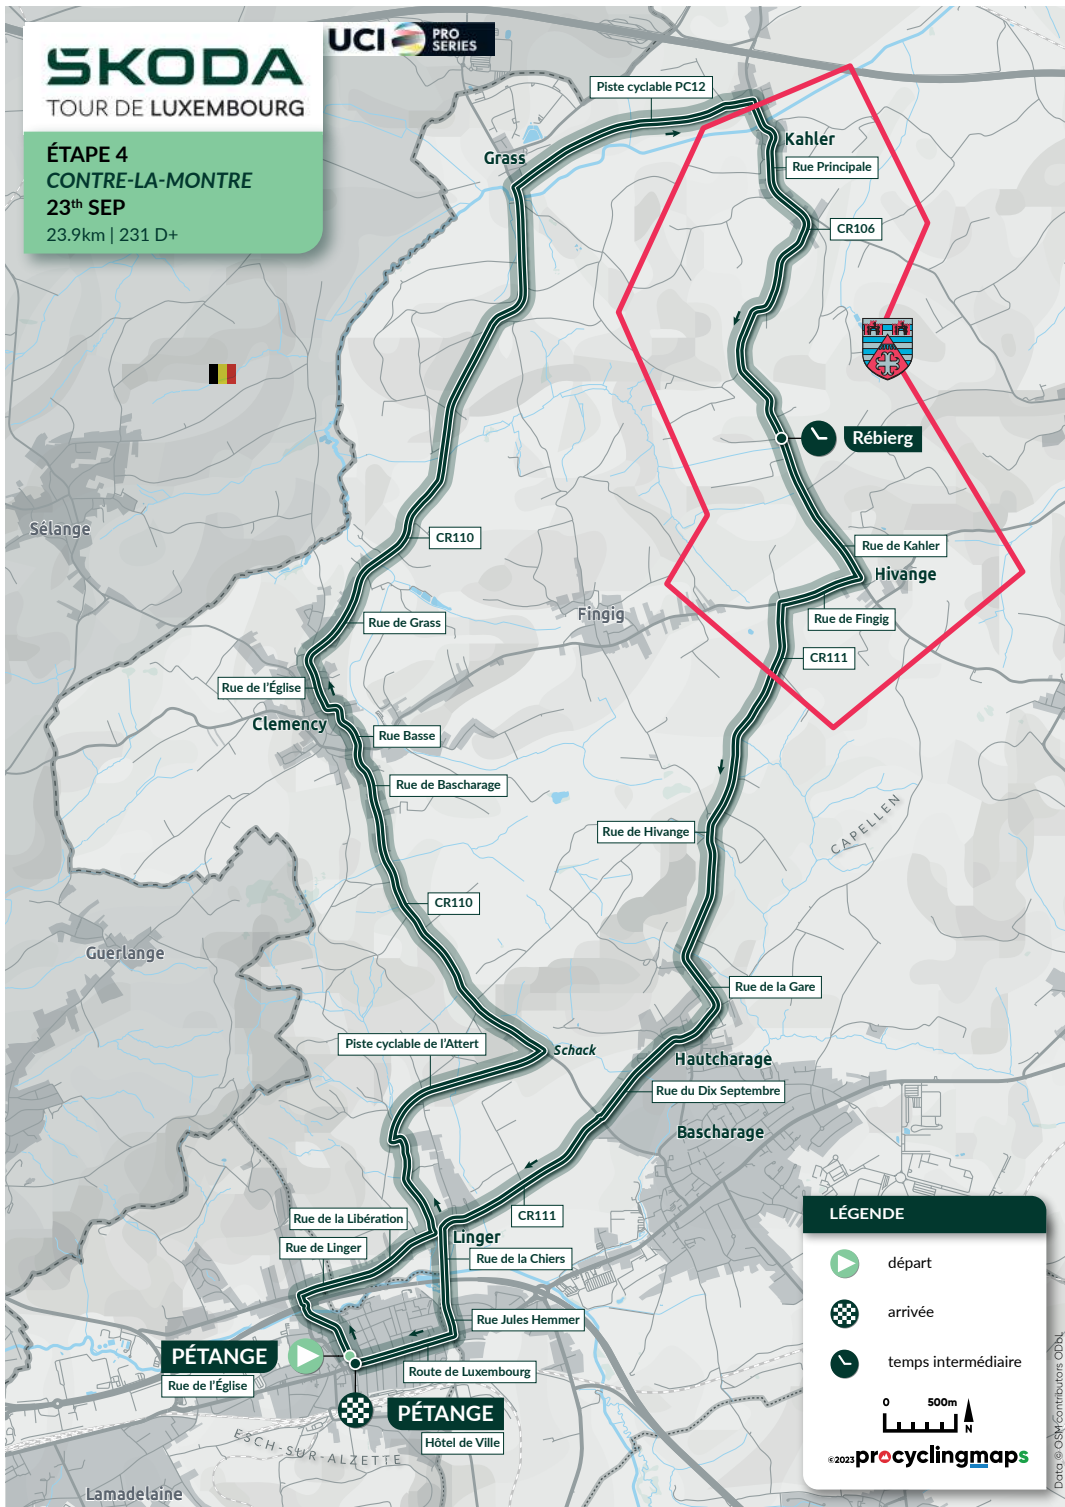 ŠKODA
TOUR DE LUXEMBOURG
UCI
PRO
SERIES
ÉTAPE 4
CONTRE-LA-MONTRE
23th SEP
23.9km | 231 D+
Piste cyclable PC12
Grass
Kahler
Rue Principale
CR106
Rébierg
Sélange
CR110
Rue de Kahler
Hivange
Fingig
Rue de Fingig
Rue de Grass
CR111
Rue de l'Église
Clemency
Rue Basse
Rue de Bascharage
Rue de Hivange
CAPELLEN
CR110
Guerlange
Rue de la Gare
Piste cyclable de l'Attert
Schack
Hautcharage
Rue du Dix Septembre
Bascharage
Rue de la Libération
CR111
Rue de Linger
Linger
Rue de la Chiers
Rue Jules Hemmer
PÉTANGE
Rue de l'Église
Route de Luxembourg
PÉTANGE
Hôtel de Ville
ESCH-SUR-ALZETTE
Lamadelaine
LÉGENDE
départ
arrivée
temps intermédiaire
0 500m
N
©2023 procyclingmaps
Data © OSM contributors ODbL